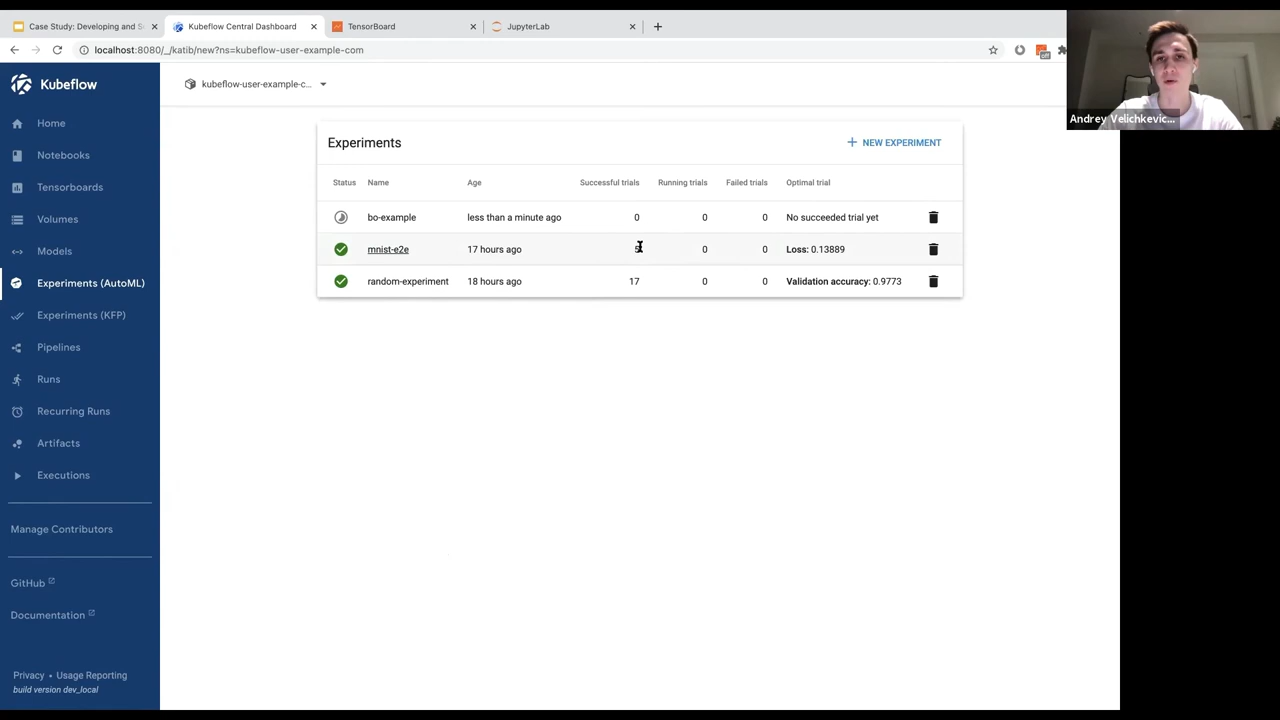 Case Study: Developing and S
Kubeflow Central Dashboard
TensorBoard
JupyterLab
localhost:8080/_/katib/new?ns=kubeflow-user-example-com
off
Kubeflow
kubeflow-user-example-c...
Andrey Velichkevic...
Home
Notebooks
Tensorboards
Volumes
Models
Experiments (AutoML)
Experiments (KFP)
Pipelines
Runs
Recurring Runs
Artifacts
Executions
Manage Contributors
GitHub
Documentation
Privacy • Usage Reporting
build version dev_local
Experiments
+ NEW EXPERIMENT
Status Name Age Successful trials Running trials Failed trials Optimal trial
bo-example less than a minute ago 0 0 0 No succeeded trial yet
mnist-e2e 17 hours ago 0 0 Loss: 0.13889
random-experiment 18 hours ago 17 0 0 Validation accuracy: 0.9773